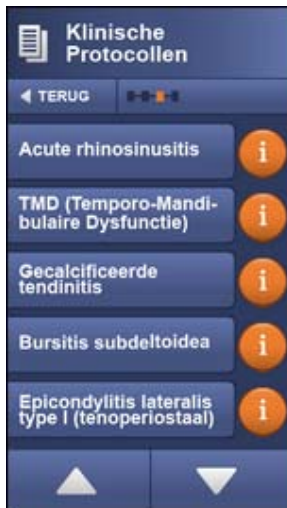 Klinische
Protocollen
TERUG
Acute rhinosinusitis
i
TMD (Temporo-Mandi-
bulaire Dysfunctie)
i
Gecalcificeerde
tendinitis
i
Bursitis subdeltoidea
i
Epicondylitis lateralis
type I (tenoperiostaal)
i